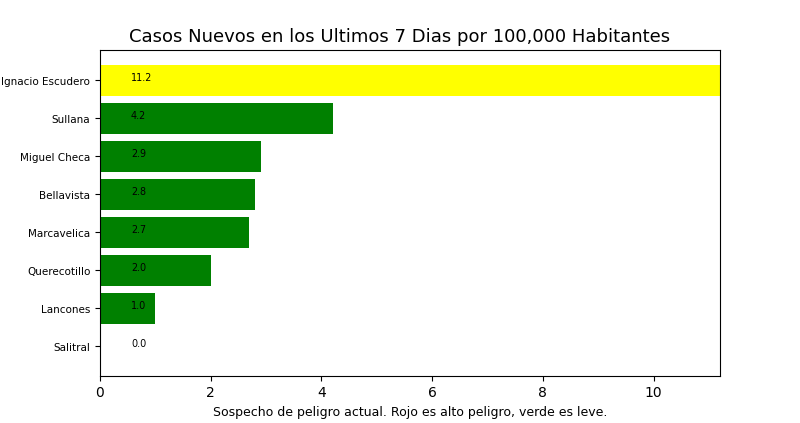 Casos Nuevos en los Ultimos 7 Dias por 100,000 Habitantes
Ignacio Escudero 11.2
Sullana 4.2
Miguel Checa 2.9
Bellavista 2.8
Marcavelica 2.7
Querecotillo 2.0
Lancones 1.0
Salitral 0.0
0 2 4 6 8 10
Sospecho de peligro actual. Rojo es alto peligro, verde es leve.